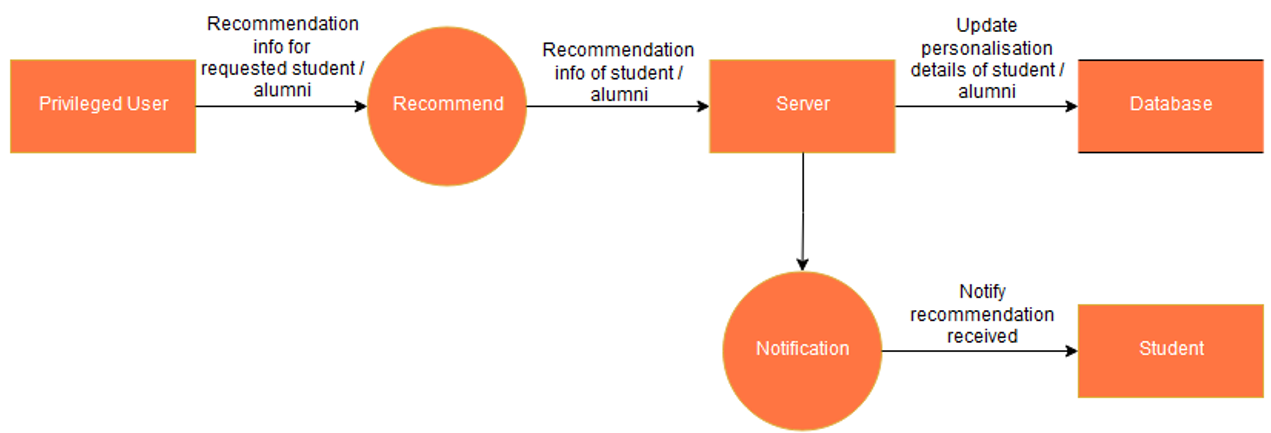 Recommendation
info for
requested student /
alumni
Privileged User
Recommend
Recommendation
info of student /
alumni
Server
Update
personalisation
details of student /
alumni
Database
Notification
Notify
recommendation
received
Student